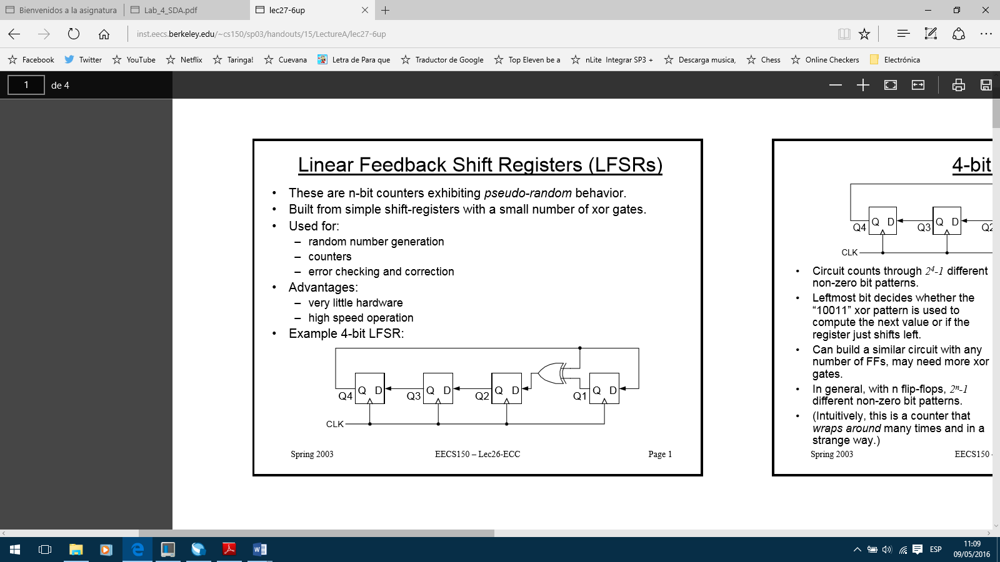 Bienvenidos a la asignatura
Lab_4_SDA.pdf
lec27-6up
inst.eecs.berkeley.edu/~cs150/sp03/handouts/15/LectureA/lec27-6up
Facebook
Twitter
YouTube
Netflix
Taringa!
Cuevana
Letra de Para que
Traductor de Google
Top Eleven be a
nLite Integrar SP3 +
Descarga musica,
Chess
Online Checkers
Electrónica
1 de 4
Linear Feedback Shift Registers (LFSRs)
• These are n-bit counters exhibiting pseudo-random behavior.
• Built from simple shift-registers with a small number of xor gates.
• Used for:
– random number generation
– counters
– error checking and correction
• Advantages:
– very little hardware
– high speed operation
• Example 4-bit LFSR:
Q4 Q D Q3 Q D Q2 Q D Q1 Q D
CLK
Spring 2003 EECS150 – Lec26-ECC Page 1
4-bit
Q4 Q D Q3 Q D Q2
CLK
• Circuit counts through 2⁴-1 different
non-zero bit patterns.
• Leftmost bit decides whether the
“10011” xor pattern is used to
compute the next value or if the
register just shifts left.
• Can build a similar circuit with any
number of FFs, may need more xor
gates.
• In general, with n flip-flops, 2ⁿ-1
different non-zero bit patterns.
• (Intuitively, this is a counter that
wraps around many times and in a
strange way.)
Spring 2003 EECS150 -
ESP
11:09
09/05/2016